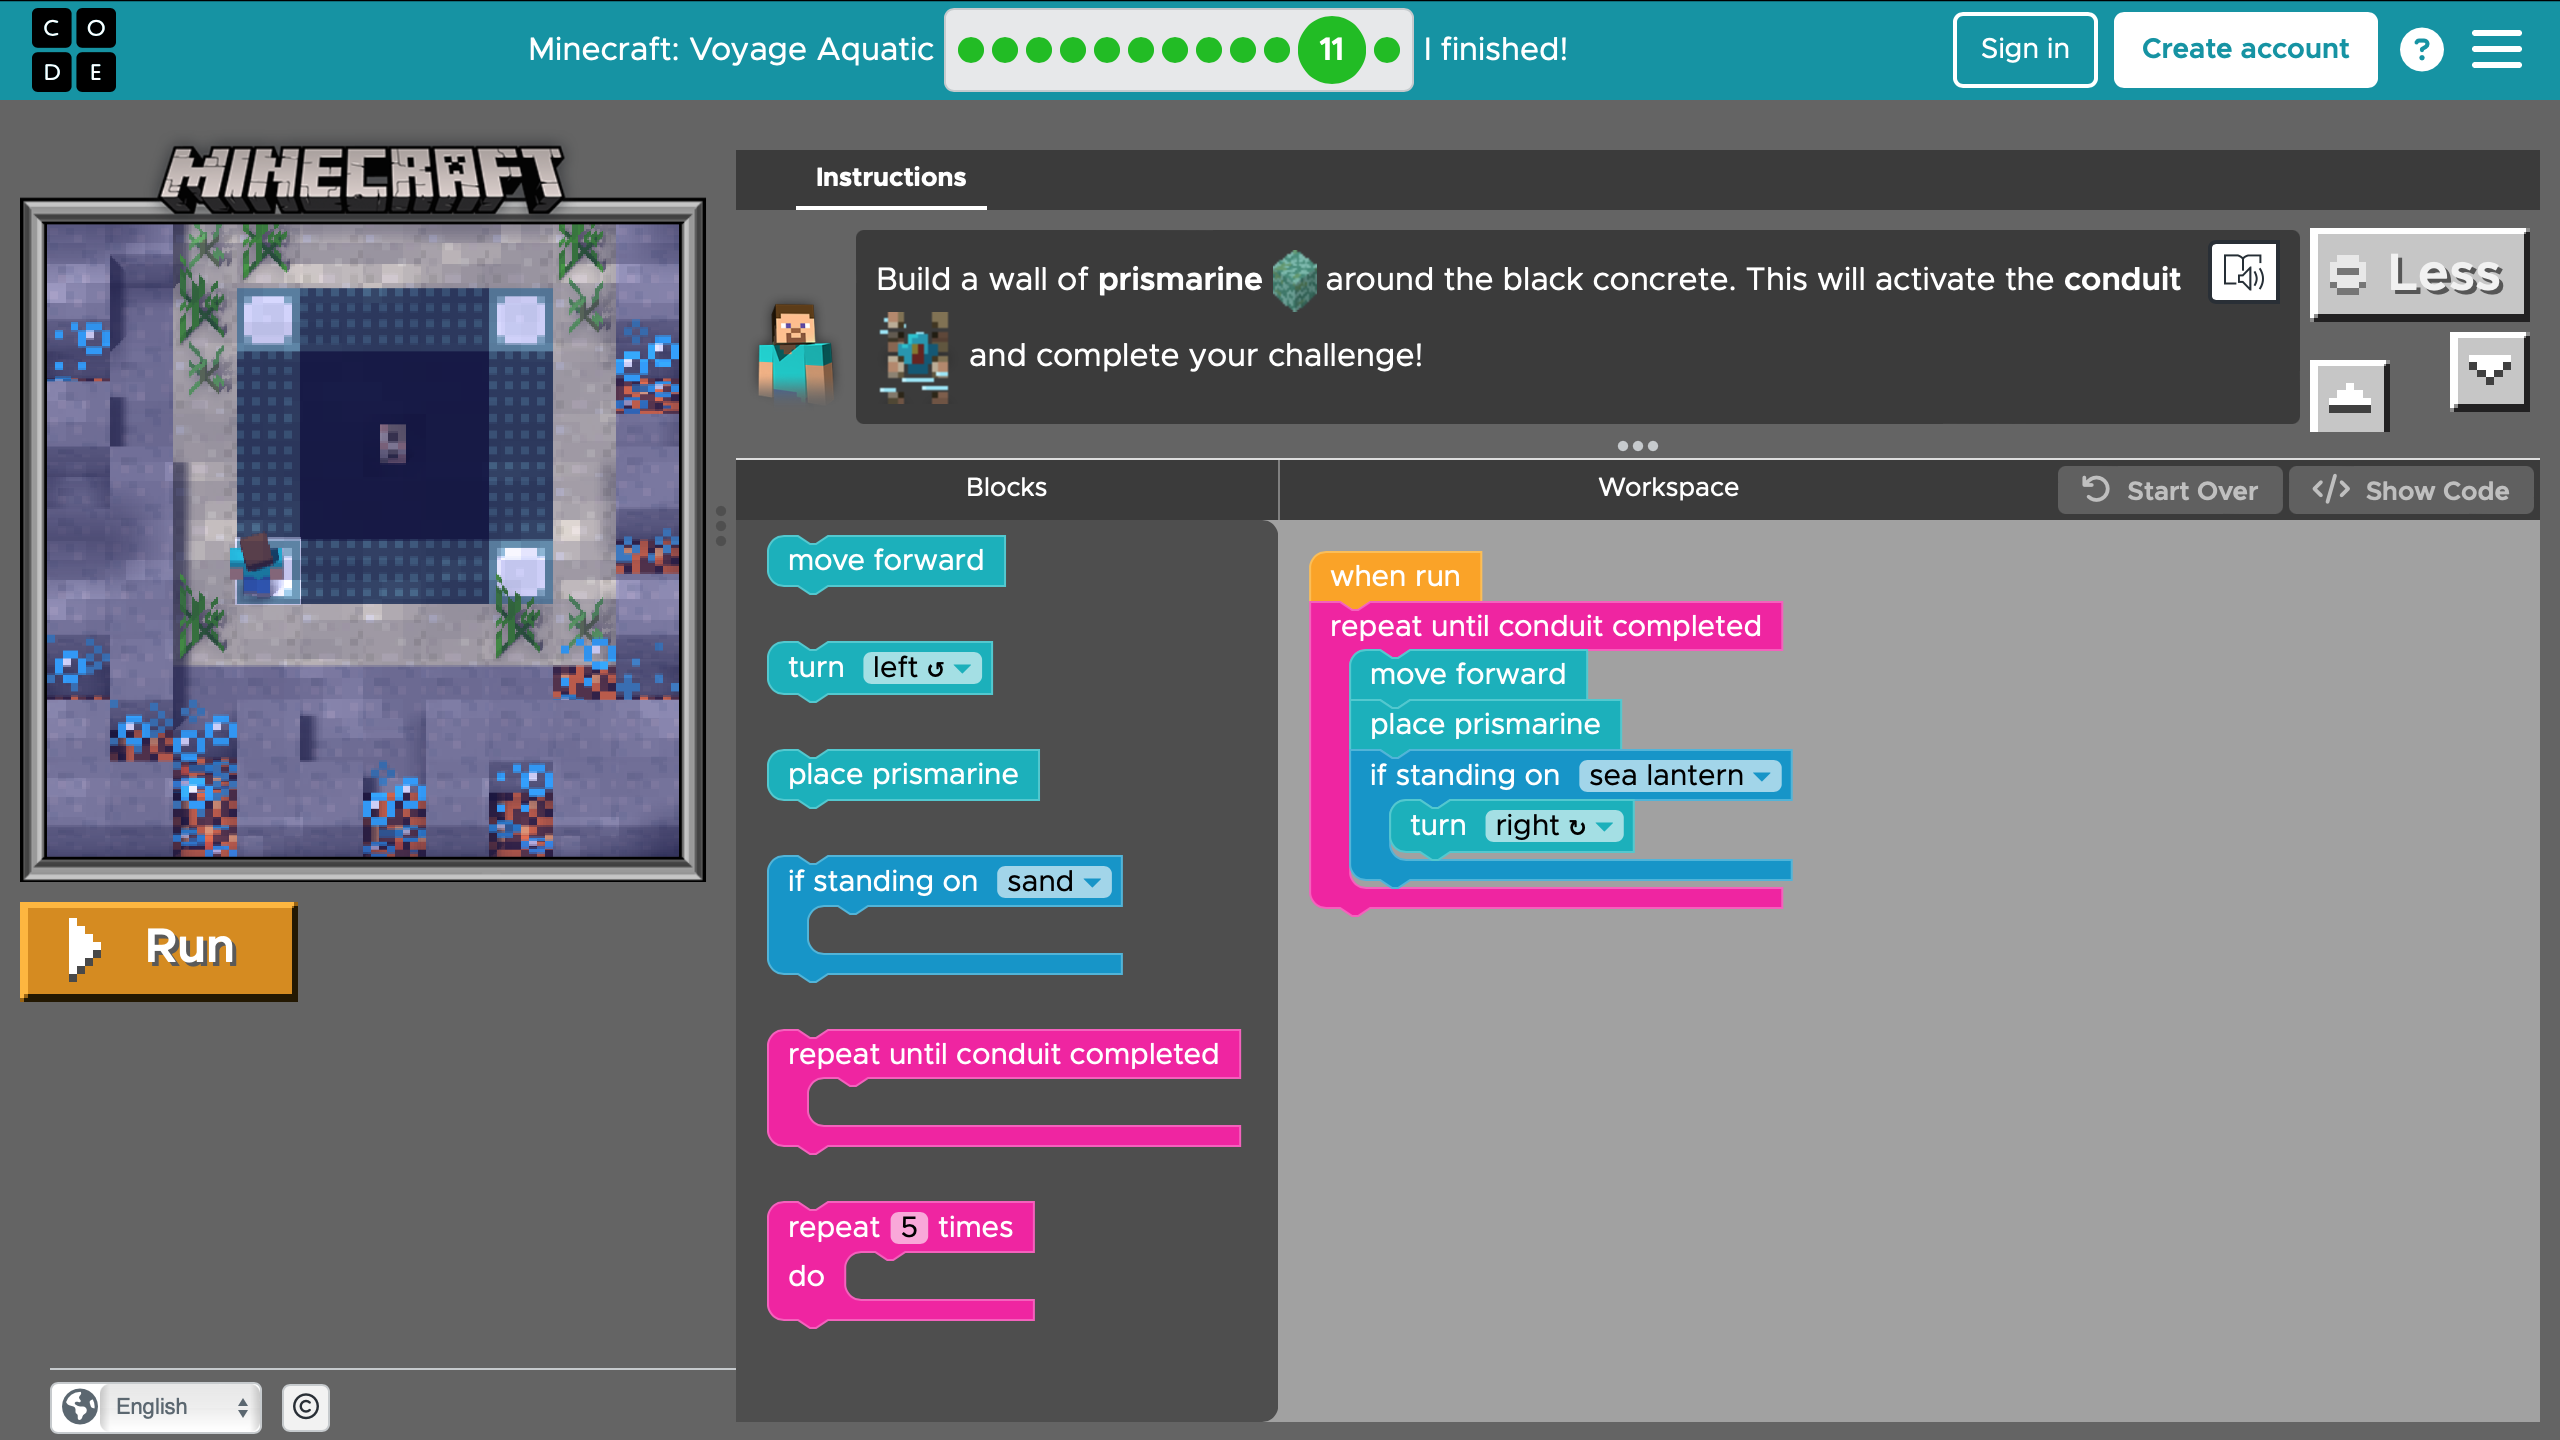 C O
D E
Minecraft: Voyage Aquatic
11
I finished!
Sign in
Create account
?
MINECRAFT
Instructions
Build a wall of prismarine around the black concrete. This will activate the conduit
and complete your challenge!
Less
Blocks
Workspace
Start Over
</> Show Code
move forward
turn left ↺
place prismarine
if standing on sand
repeat until conduit completed
repeat 5 times
do
when run
repeat until conduit completed
move forward
place prismarine
if standing on sea lantern
turn right ↻
Run
English
©